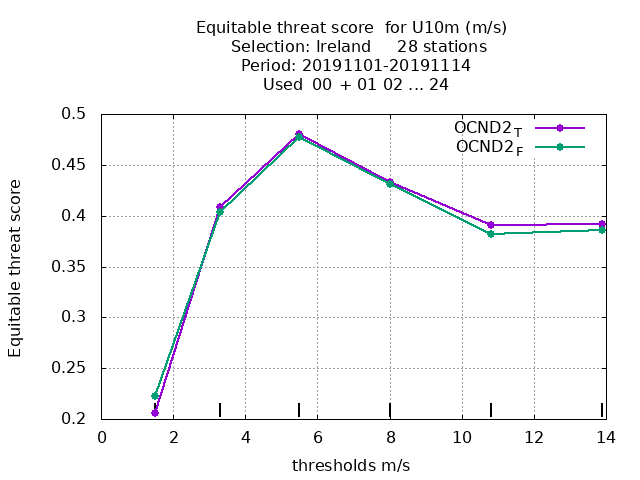 Equitable threat score for U10m (m/s)
Selection: Ireland 28 stations
Period: 20191101-20191114
Used 00 + 01 02 ... 24
OCND2_T
OCND2_F
0.5
0.45
0.4
0.35
0.3
0.25
0.2
Equitable threat score
0 2 4 6 8 10 12 14
thresholds m/s